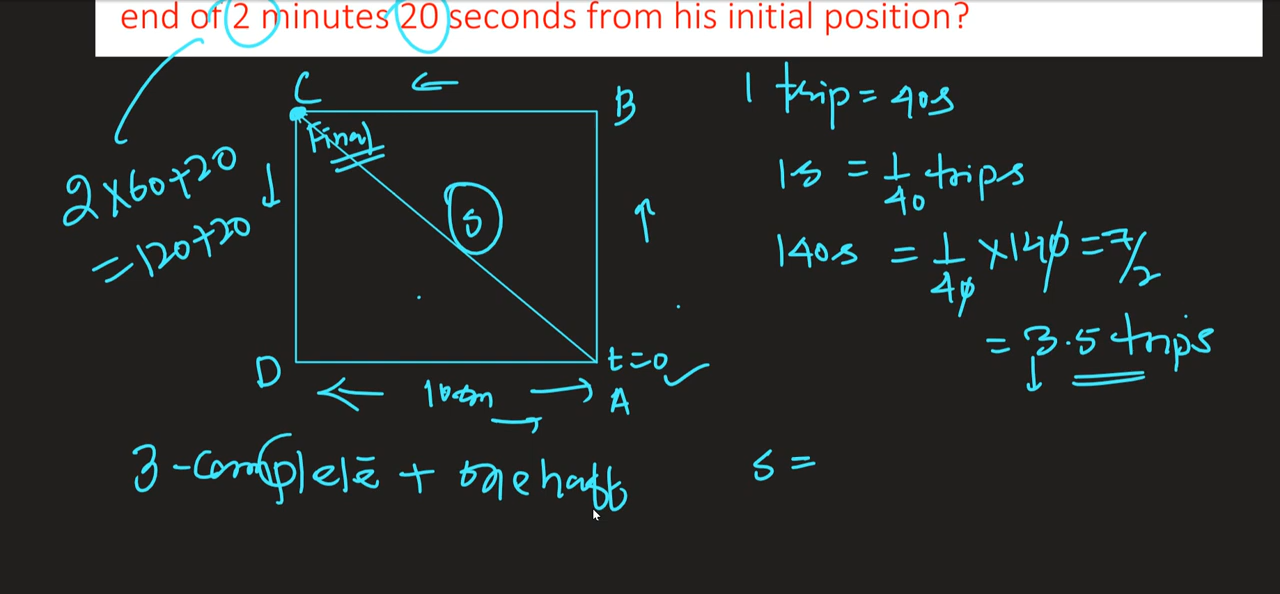 end of 2 minutes 20 seconds from his initial position?
C
B
Final
S
D
A
t=0
2×60+20
=120+20
1 trip = 40s
1s = 1/40 trips
140s = 1/40 ×140 = 7/2
= 3.5 trips
3-complete + one half
s =